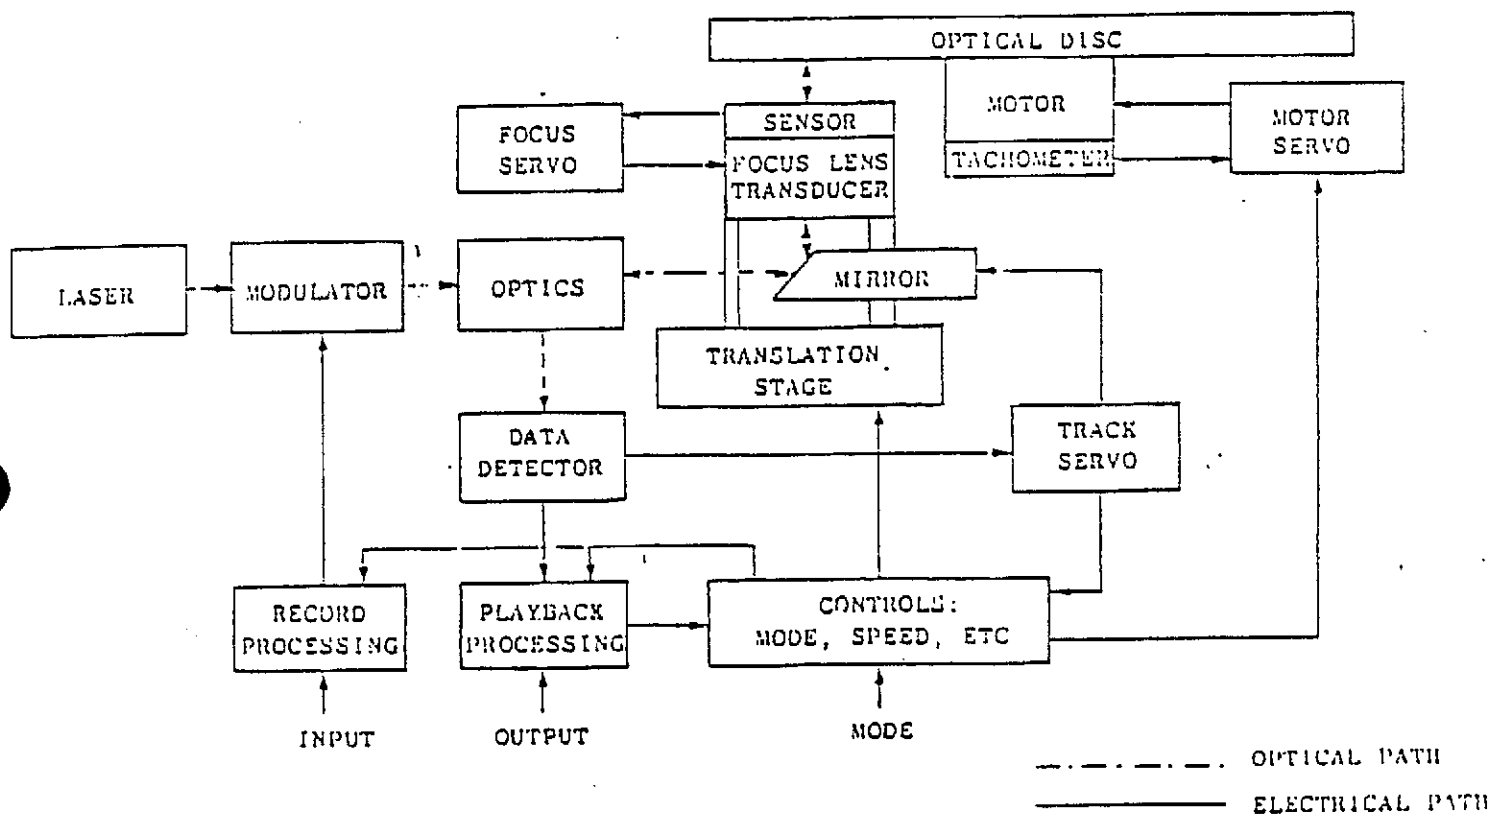 OPTICAL DISC
MOTOR
TACHOMETER
MOTOR
SERVO
SENSOR
FOCUS LENS
TRANSDUCER
FOCUS
SERVO
LASER
MODULATOR
OPTICS
MIRROR
TRANSLATION
STAGE
DATA
DETECTOR
TRACK
SERVO
RECORD
PROCESSING
PLAYBACK
PROCESSING
CONTROLS:
MODE, SPEED, ETC
INPUT
OUTPUT
MODE
OPTICAL PATH
ELECTRICAL PATH